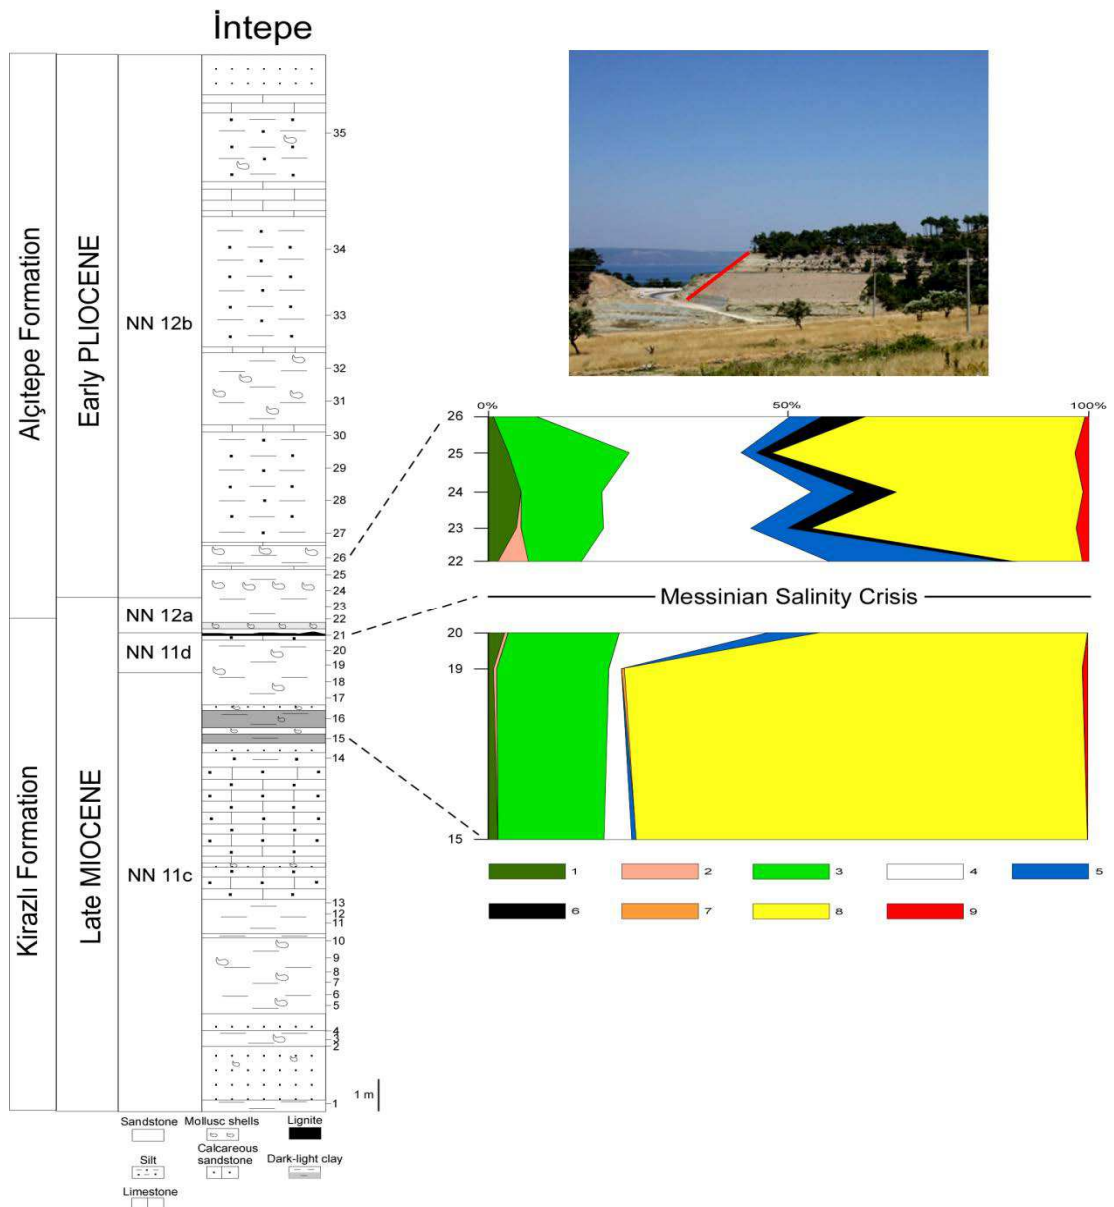 İntepe
Alçıtepe Formation
Kirazlı Formation
Early PLIOCENE
Late MIOCENE
NN 12b
NN 12a
NN 11d
NN 11c
35
34
33
32
31
30
29
28
27
26
25
24
23
22
21
20
19
18
17
16
15
14
13
12
11
10
9
8
7
6
5
4
3
2
1
1 m
Sandstone
Mollusc shells
Lignite
Silt
Calcareous
sandstone
Dark-light clay
Limestone
0%
50%
100%
26
25
24
23
22
Messinian Salinity Crisis
20
19
15
1
2
3
4
5
6
7
8
9